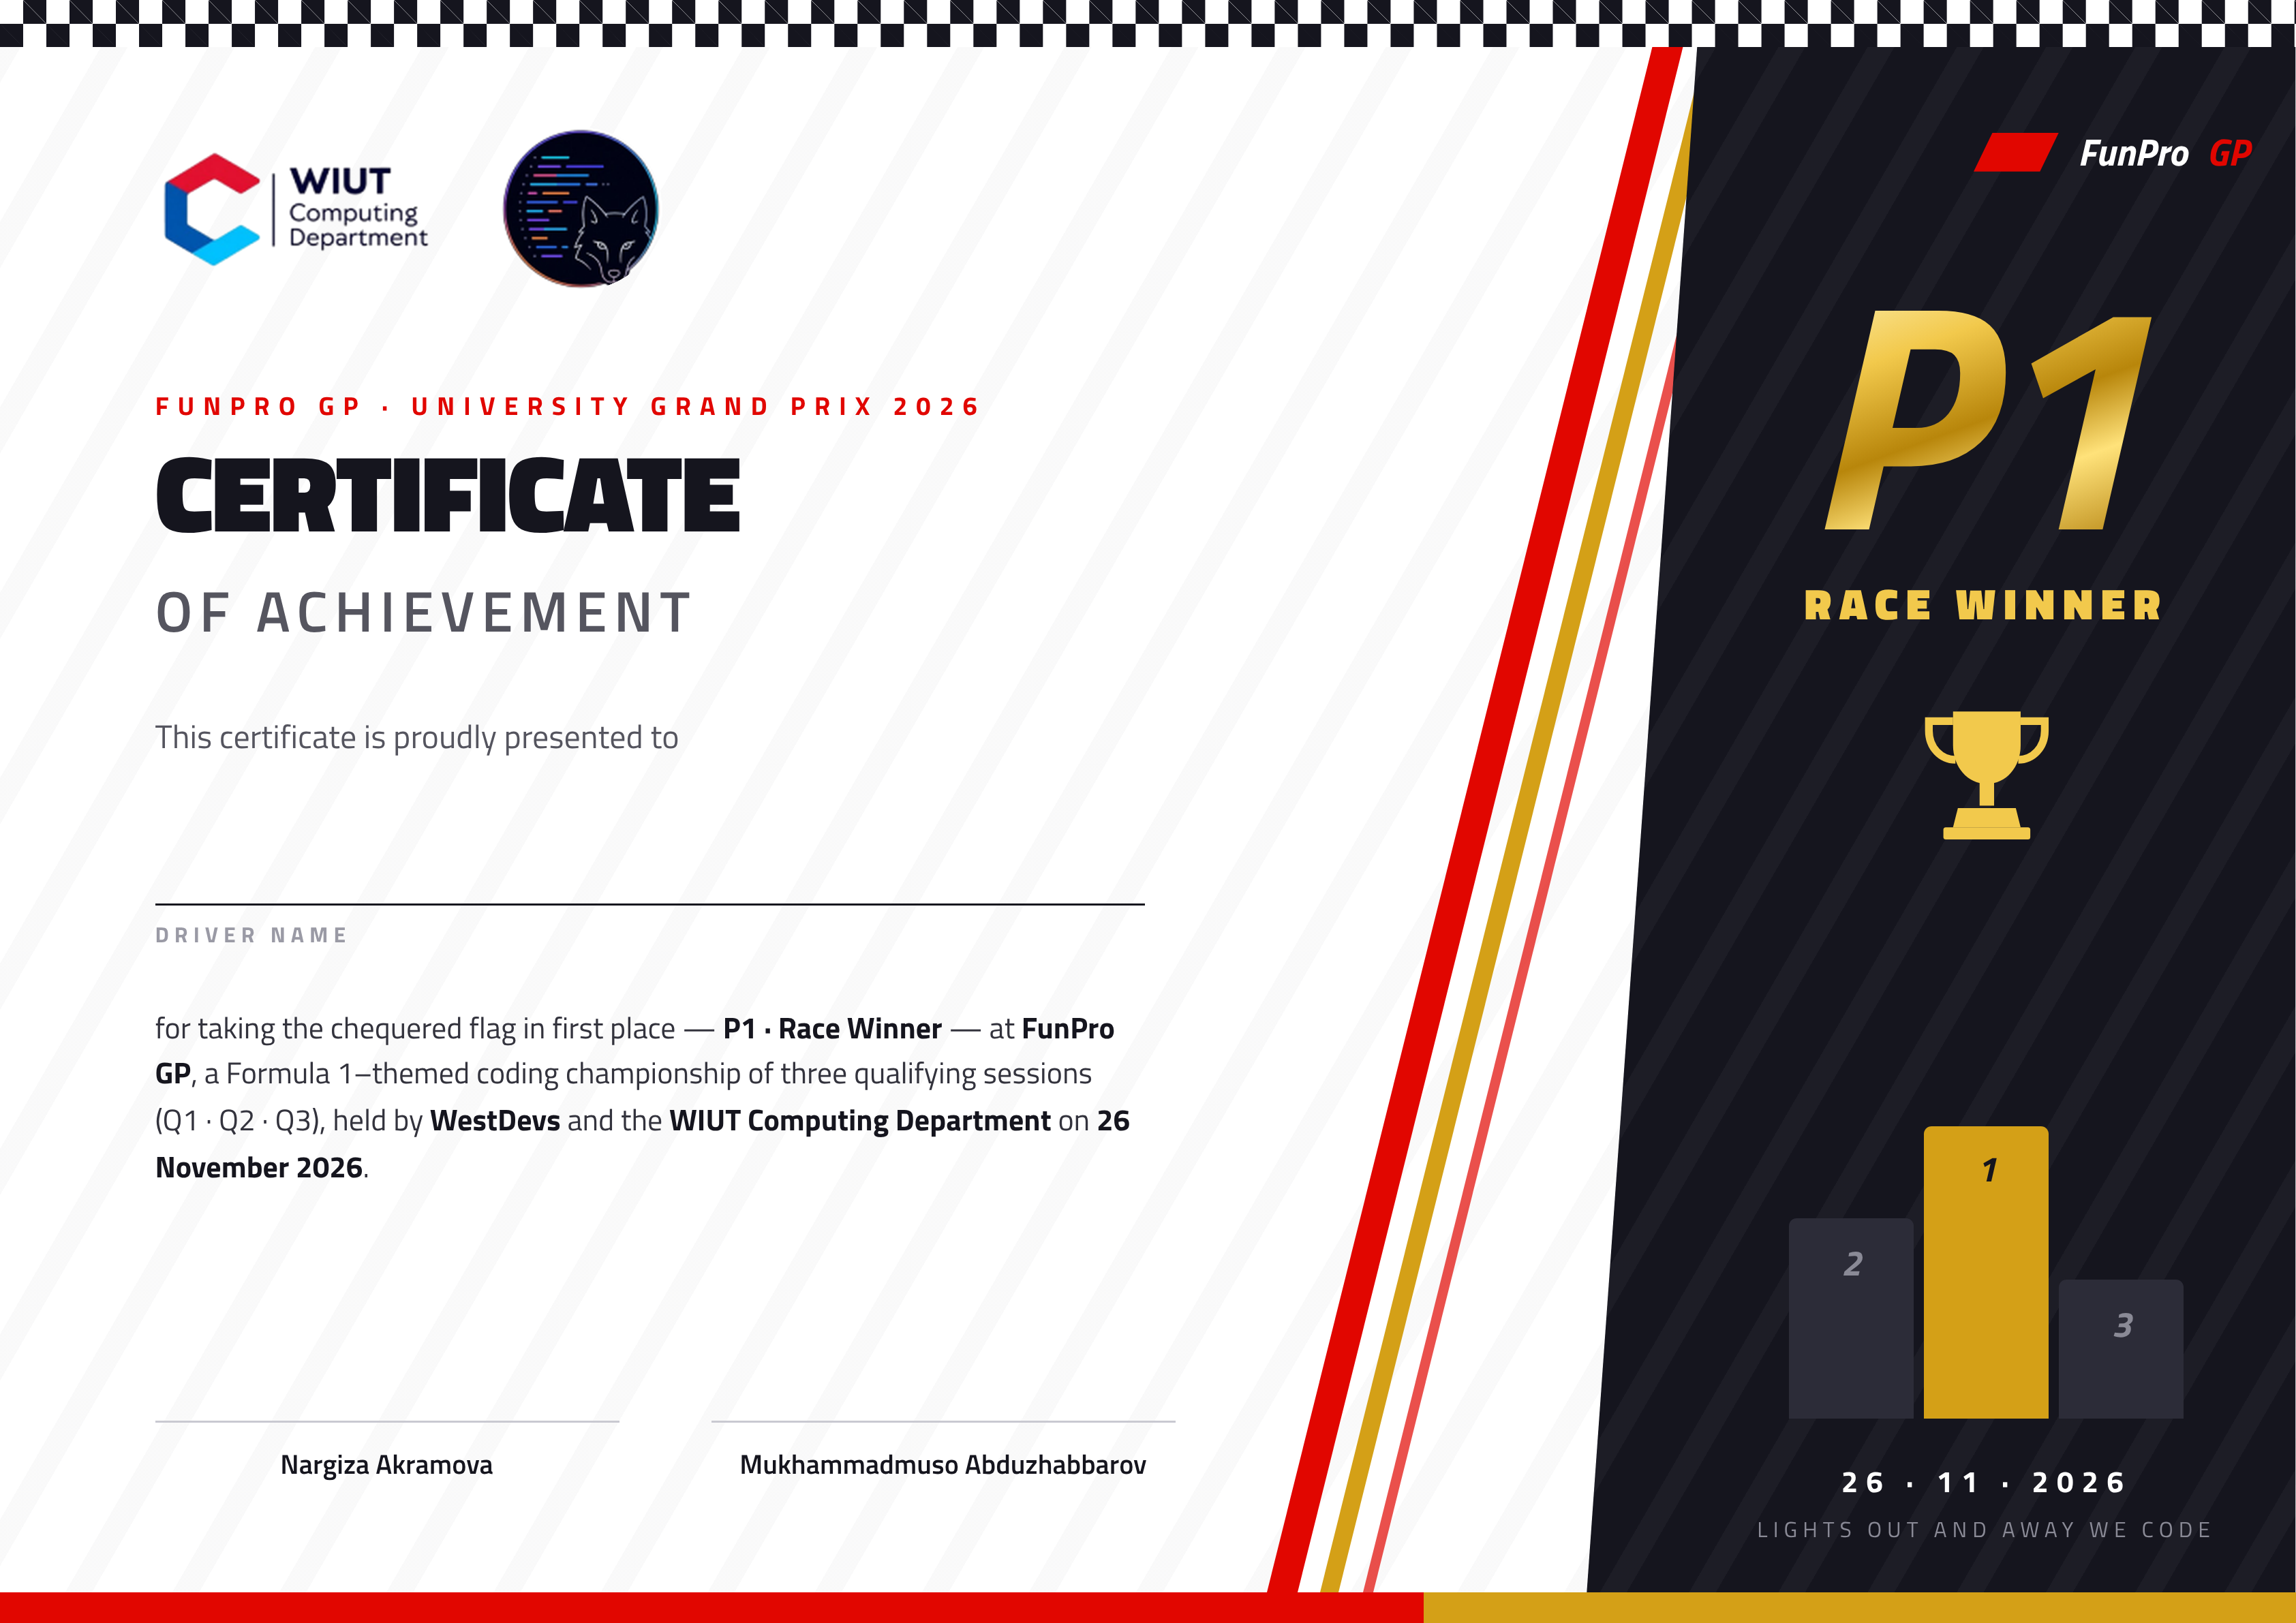 WIUT
Computing
Department
FunPro GP
FUNPRO GP · UNIVERSITY GRAND PRIX 2026
CERTIFICATE
OF ACHIEVEMENT
This certificate is proudly presented to
DRIVER NAME
for taking the chequered flag in first place — P1 · Race Winner — at FunPro
GP, a Formula 1–themed coding championship of three qualifying sessions
(Q1 · Q2 · Q3), held by WestDevs and the WIUT Computing Department on 26
November 2026.
Nargiza Akramova
Mukhammadmuso Abduzhabbarov
P1
RACE WINNER
1
2
3
26 · 11 · 2026
LIGHTS OUT AND AWAY WE CODE